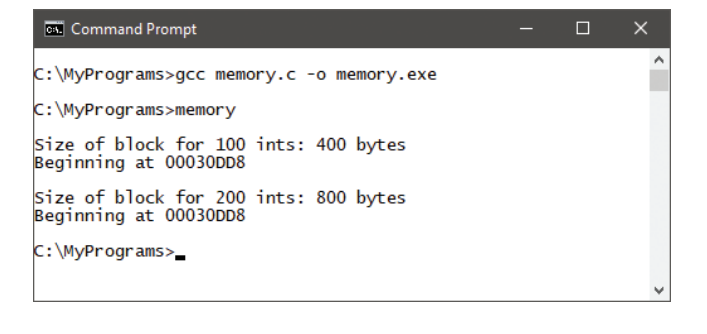 Command Prompt
C:\MyPrograms>gcc memory.c -o memory.exe
C:\MyPrograms>memory
Size of block for 100 ints: 400 bytes
Beginning at 00030DD8
Size of block for 200 ints: 800 bytes
Beginning at 00030DD8
C:\MyPrograms>